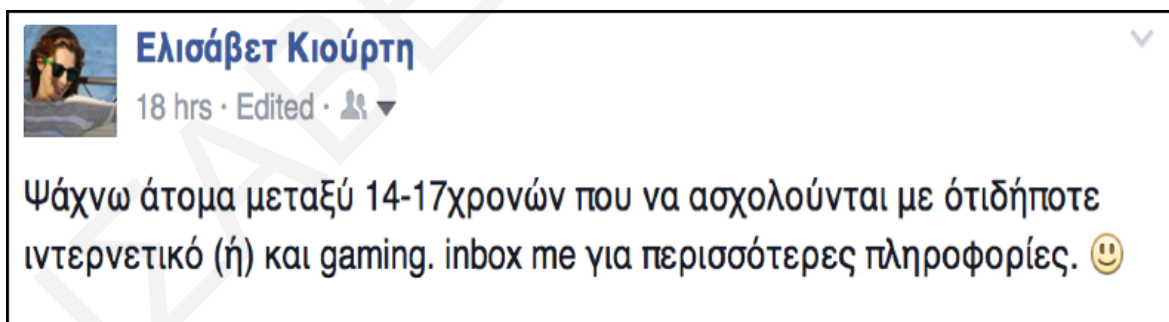 Ελισάβετ Κιούρτη
18 hrs · Edited ·
Ψάχνω άτομα μεταξύ 14-17χρονών που να ασχολούνται με ότιδήποτε
ιντερνετικό (ή) και gaming. inbox me για περισσότερες πληροφορίες.